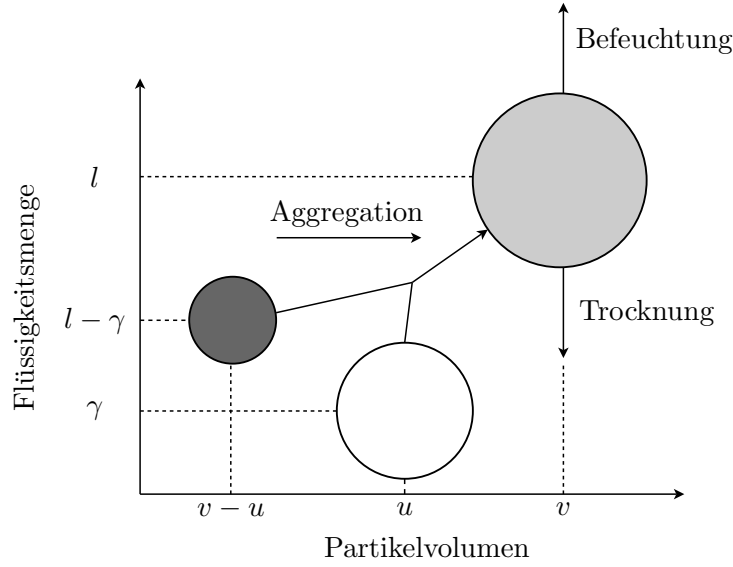 Befeuchtung
l
Aggregation
Flüssigkeitsmenge
l − γ
Trocknung
γ
v − u
u
v
Partikelvolumen